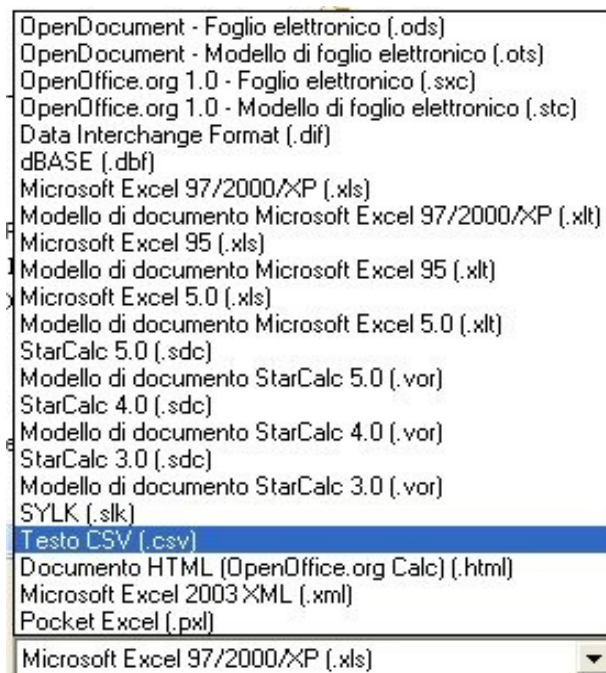 OpenDocument - Foglio elettronico (.ods)
OpenDocument - Modello di foglio elettronico (.ots)
OpenOffice.org 1.0 - Foglio elettronico (.sxc)
OpenOffice.org 1.0 - Modello di foglio elettronico (.stc)
Data Interchange Format (.dif)
dBASE (.dbf)
Microsoft Excel 97/2000/XP (.xls)
Modello di documento Microsoft Excel 97/2000/XP (.xlt)
Microsoft Excel 95 (.xls)
Modello di documento Microsoft Excel 95 (.xlt)
Microsoft Excel 5.0 (.xls)
Modello di documento Microsoft Excel 5.0 (.xlt)
StarCalc 5.0 (.sdc)
Modello di documento StarCalc 5.0 (.vor)
StarCalc 4.0 (.sdc)
Modello di documento StarCalc 4.0 (.vor)
StarCalc 3.0 (.sdc)
Modello di documento StarCalc 3.0 (.vor)
SYLK (.slk)
Testo CSV (.csv)
Documento HTML (OpenOffice.org Calc) (.html)
Microsoft Excel 2003 XML (.xml)
Pocket Excel (.pxl)
Microsoft Excel 97/2000/XP (.xls)